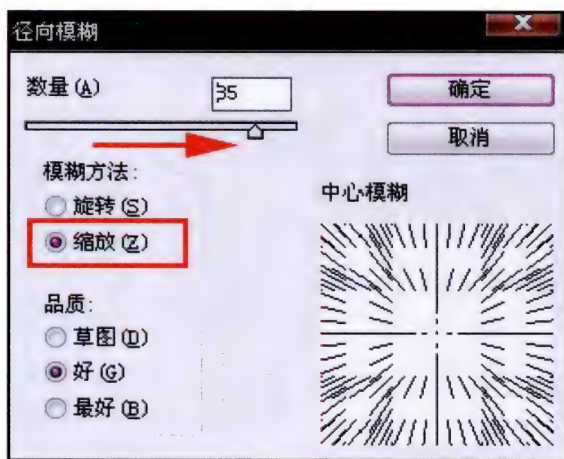 径向模糊
数量(A)
确定
取消
模糊方法:
旋转(S)
缩放(Z)
中心模糊
品质:
草图(D)
好(G)
最好(B)